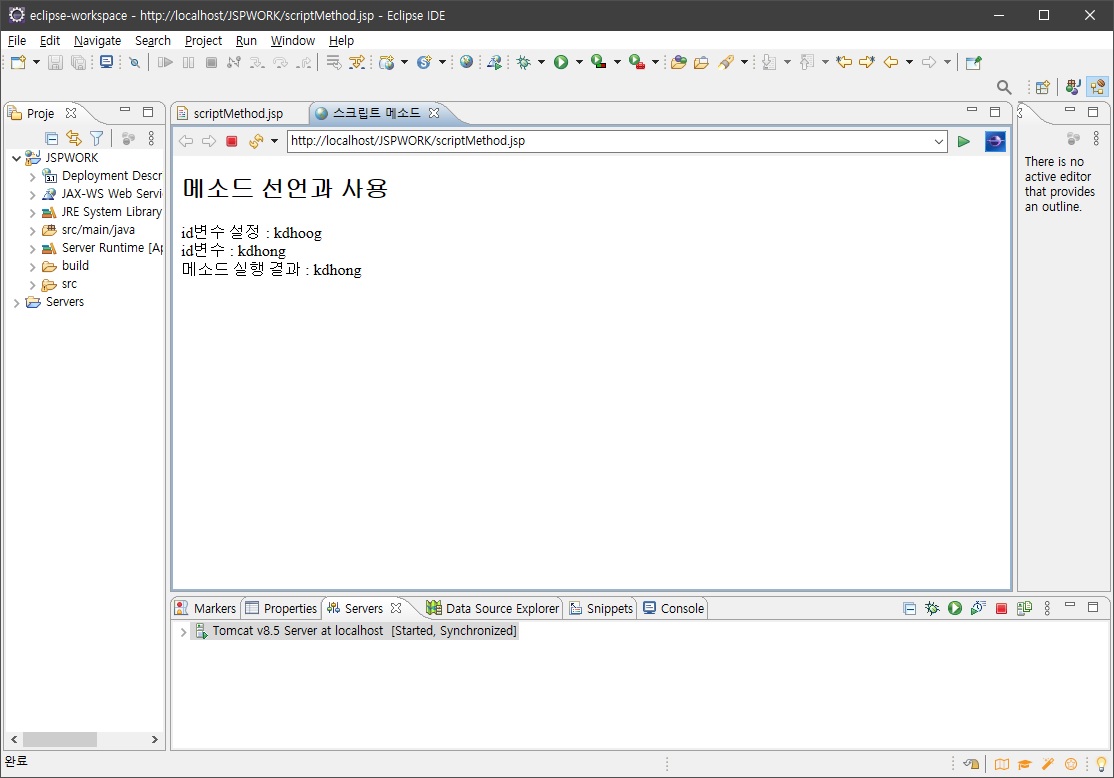 eclipse-workspace - http://localhost/JSPWORK/scriptMethod.jsp - Eclipse IDE
File Edit Navigate Search Project Run Window Help
Proje
JSPWORK
3.1 Deployment Descr
JAX-WS Web Servi
JRE System Library
src/main/java
Server Runtime [Ap
build
src
Servers
scriptMethod.jsp 스크립트 메소드
http://localhost/JSPWORK/scriptMethod.jsp
메소드 선언과 사용
id변수 설정 : kdhoog
id변수 : kdhong
메소드 실행 결과 : kdhong
There is no
active editor
that provides
an outline.
Markers Properties Servers Data Source Explorer Snippets Console
Tomcat v8.5 Server at localhost [Started, Synchronized]
완료